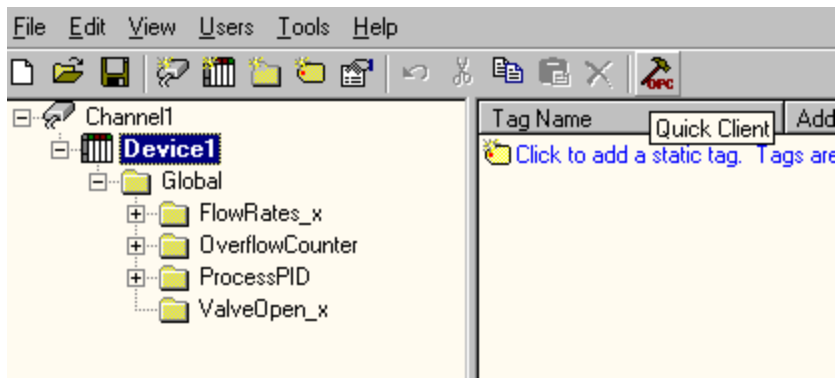 File Edit View Users Tools Help
OPC
Channel1
Device1
Global
FlowRates_x
OverflowCounter
ProcessPID
ValveOpen_x
Tag Name Quick Client Add
Click to add a static tag. Tags are